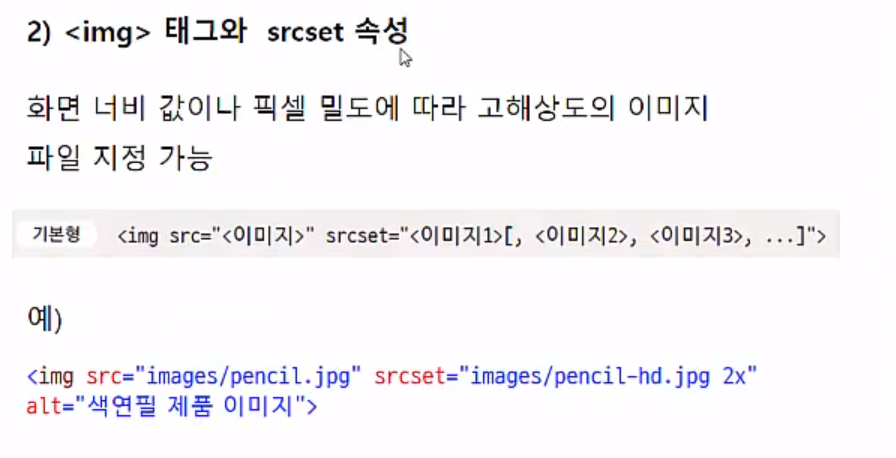 2) <img> 태그와 srcset 속성
화면 너비 값이나 픽셀 밀도에 따라 고해상도의 이미지
파일 지정 가능
기본형 <img src="<이미지>" srcset="<이미지1>[, <이미지2>, <이미지3>, ...]">
예)
<img src="images/pencil.jpg" srcset="images/pencil-hd.jpg 2x"
alt="색연필 제품 이미지">